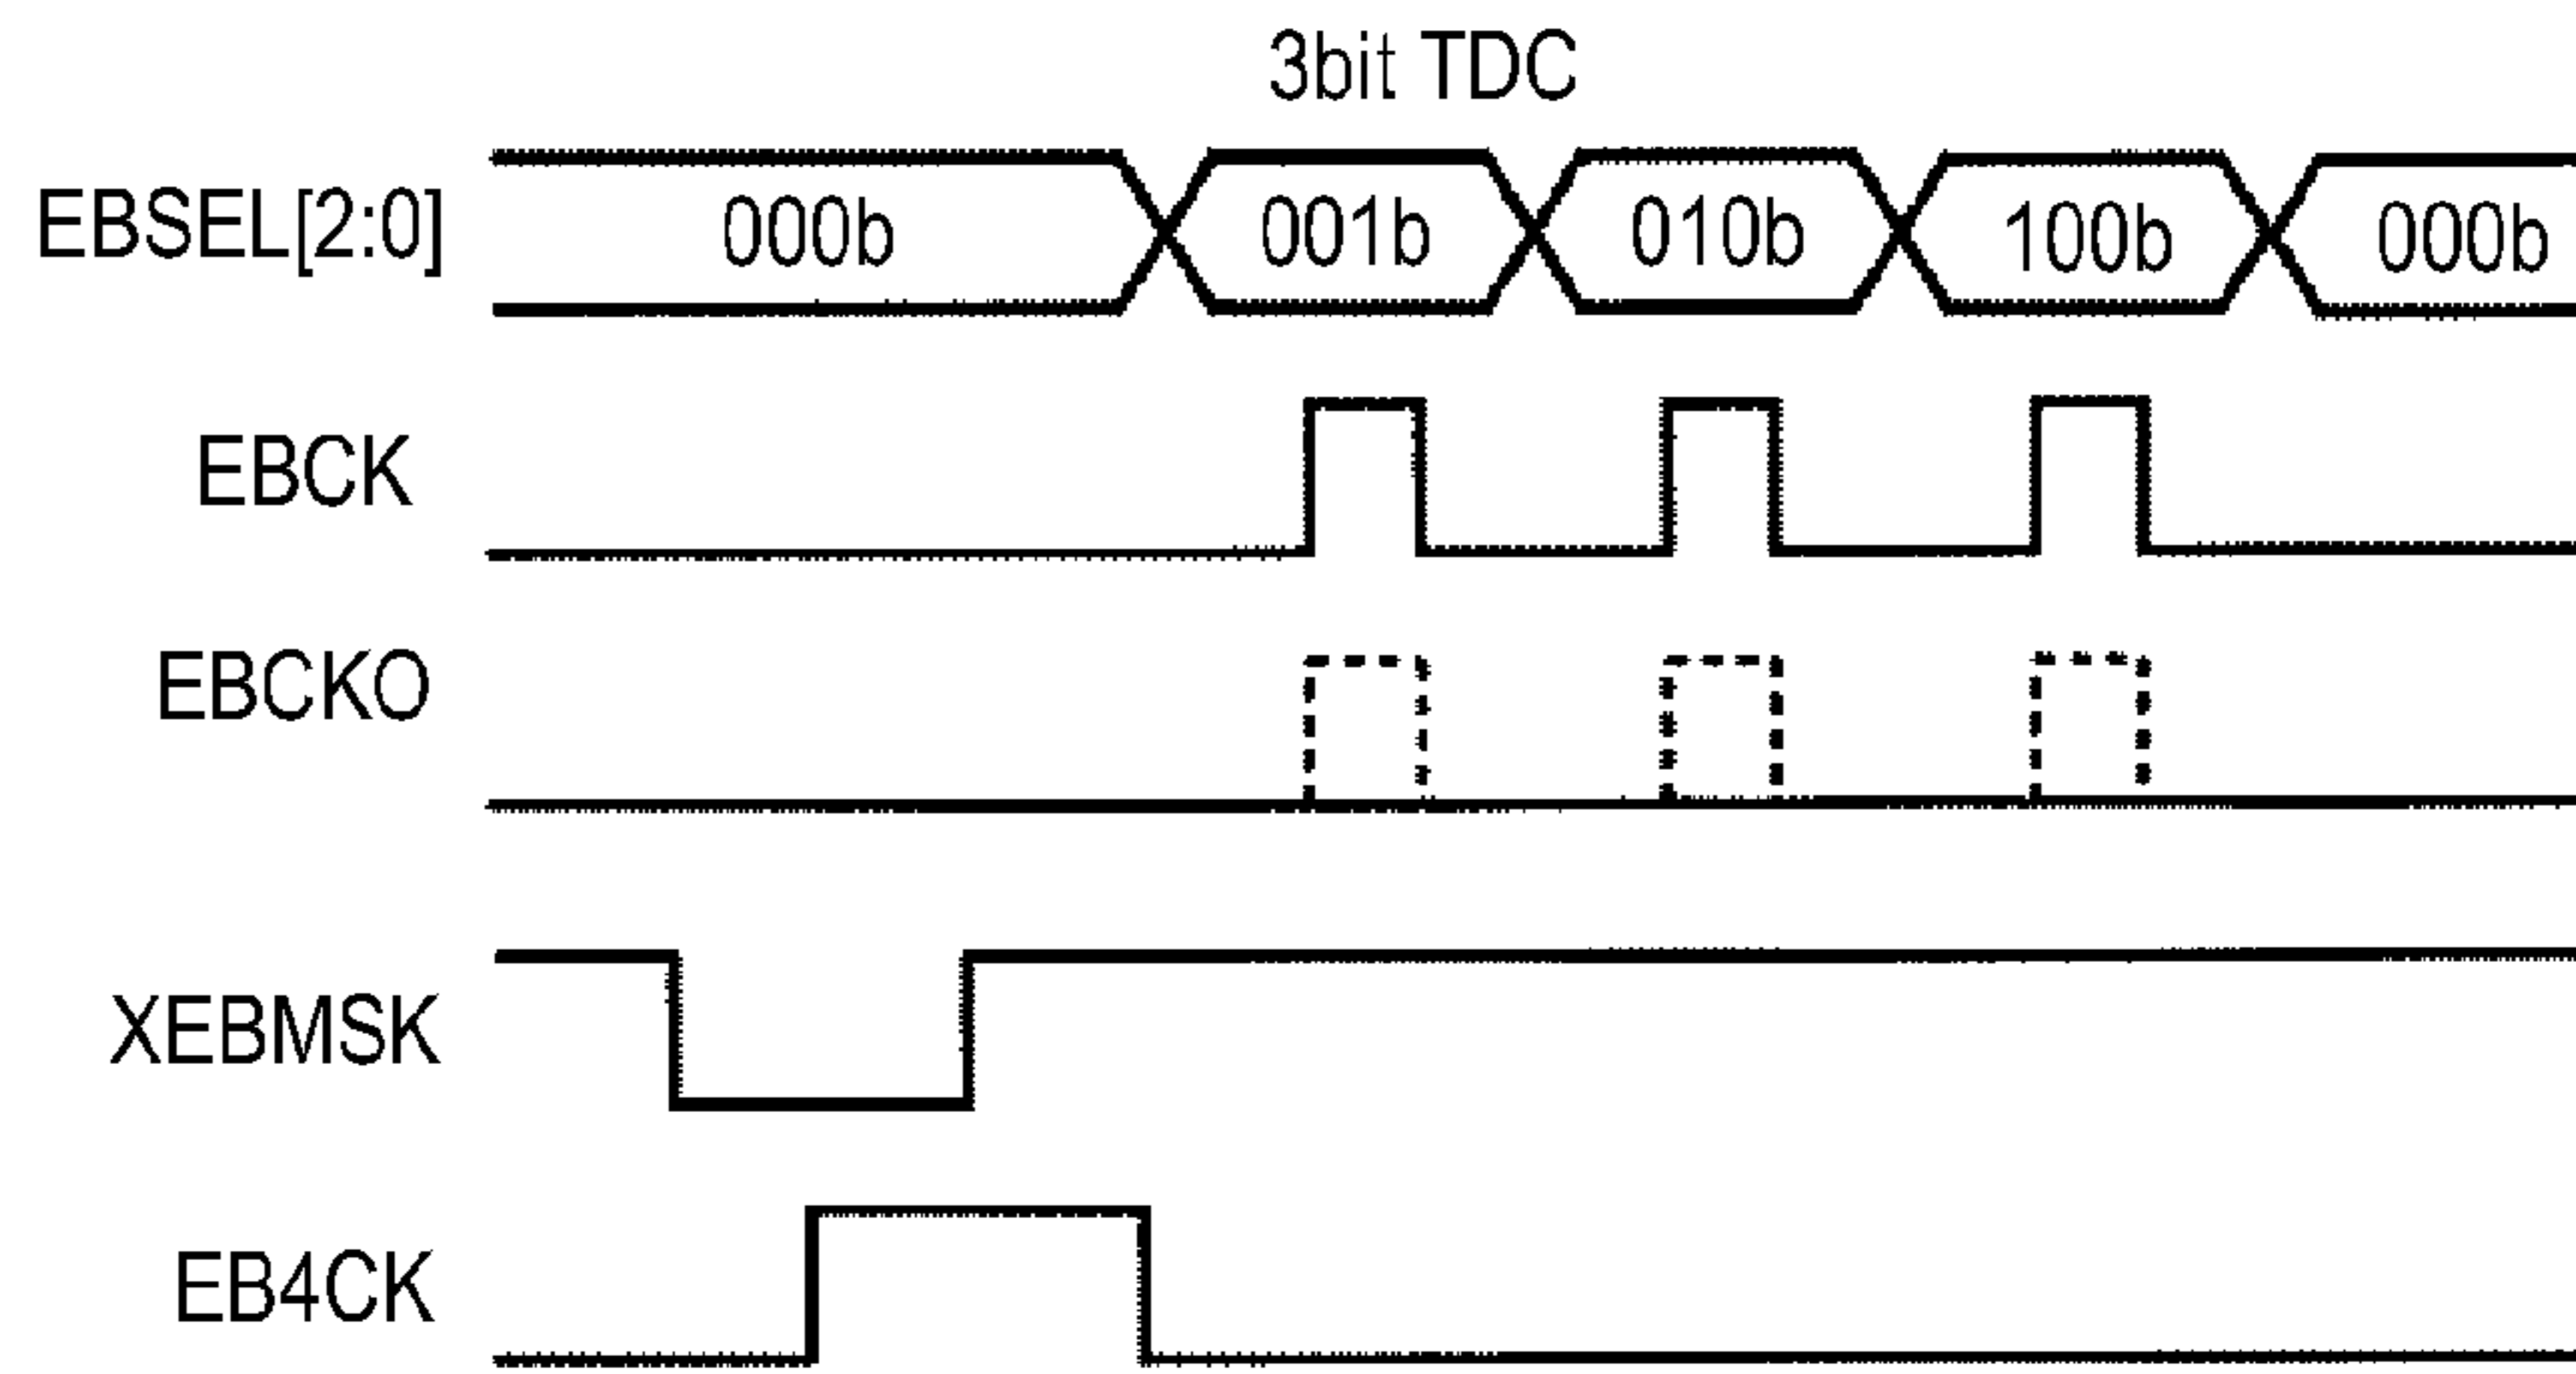 3bit TDC
EBSEL[2:0] 000b 001b 010b 100b 000b
EBCK
EBCKO
XEBMSK
EB4CK